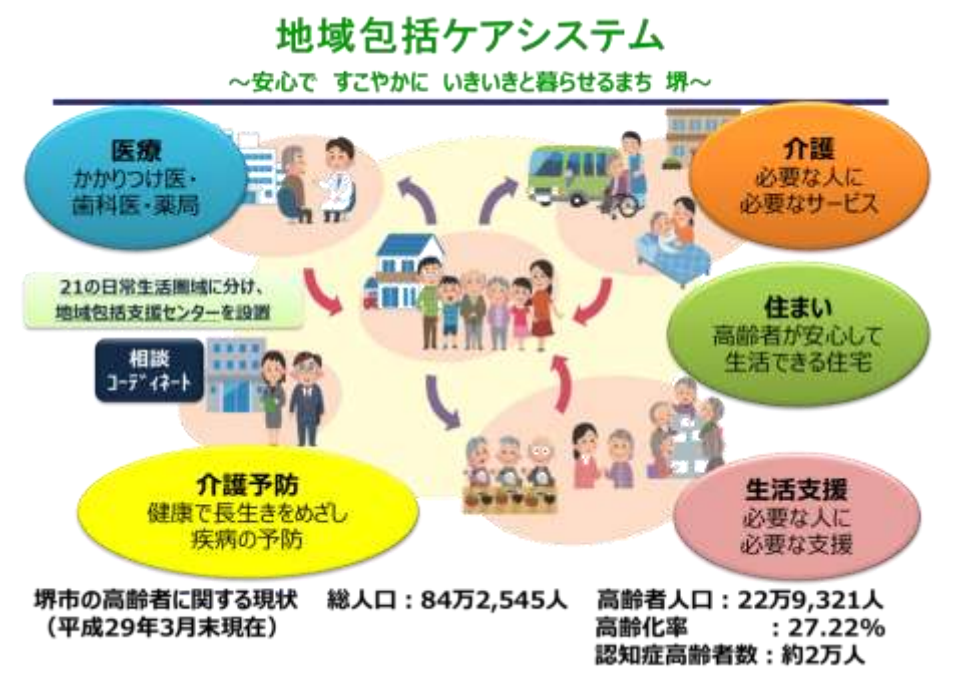 地域包括ケアシステム
～安心で　すこやかに　いきいきと暮らせるまち　堺～
医療
かかりつけ医・
歯科医・薬局
介護
必要な人に
必要なサービス
21の日常生活圏域に分け、
地域包括支援センターを設置
住まい
高齢者が安心して
生活できる住宅
相談
ｺｰﾃﾞｨﾈｰﾄ
介護予防
健康で長生きをめざし
疾病の予防
生活支援
必要な人に
必要な支援
堺市の高齢者に関する現状　総人口：84万2,545人　高齢者人口：22万9,321人
（平成29年3月末現在）　高齢化率　　　：27.22%
認知症高齢者数：約2万人